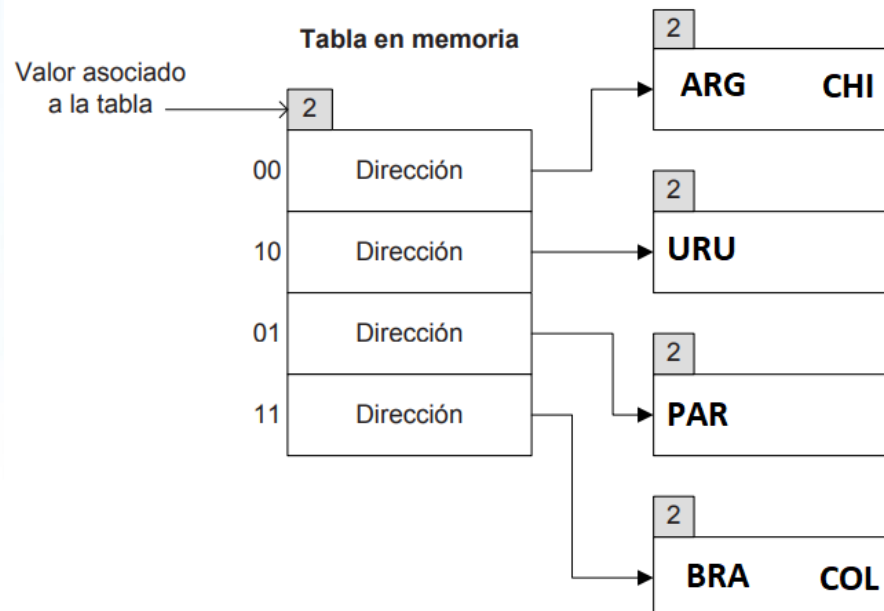 Tabla en memoria
Valor asociado
a la tabla
2
00 Dirección
10 Dirección
01 Dirección
11 Dirección
2
ARG CHI
2
URU
2
PAR
2
BRA COL